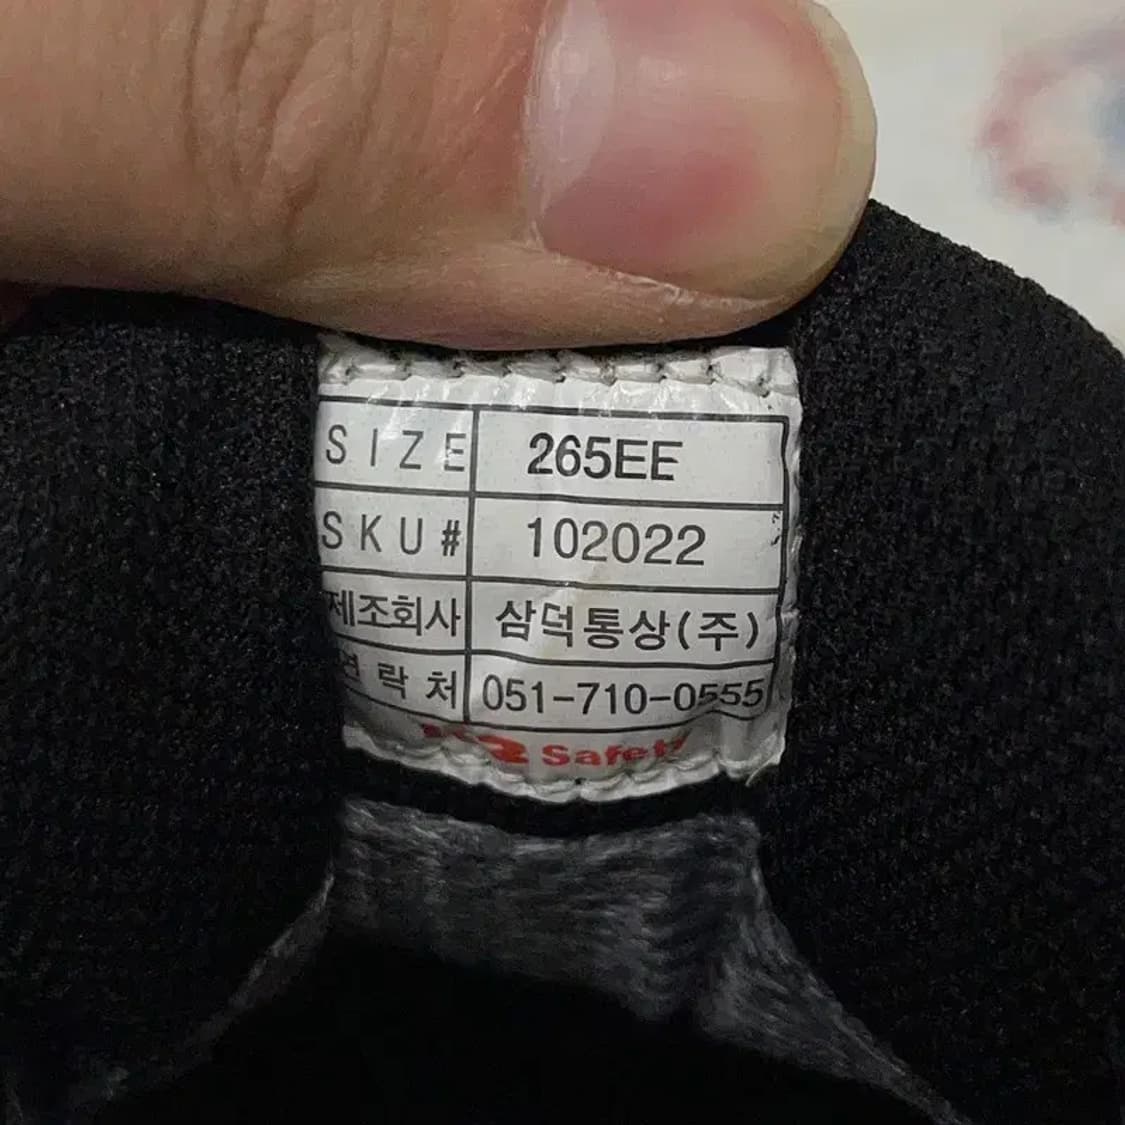 SIZE 265EE
SKU# 102022
제조회사 삼덕통상(주)
연락처 051-710-0555
K2 Safety